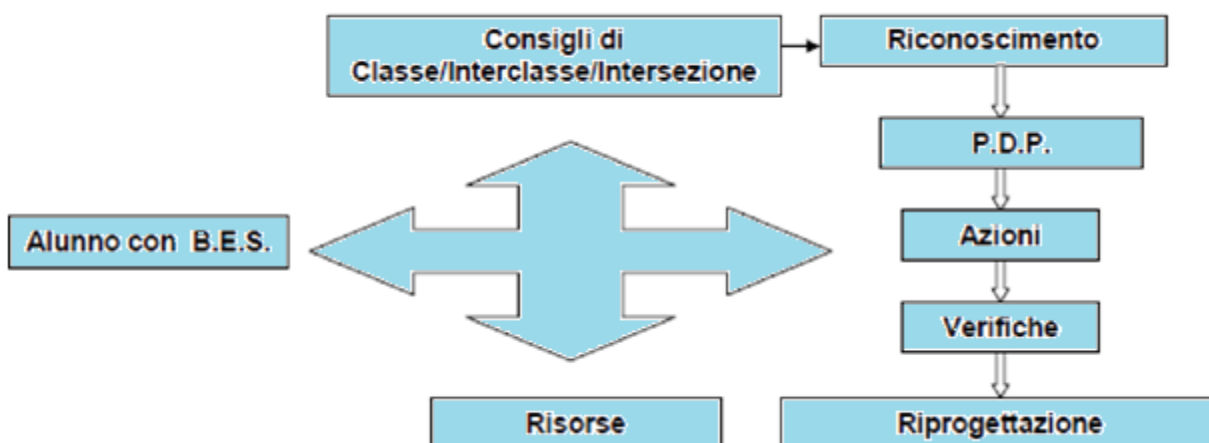 Consigli di
Classe/Interclasse/Intersezione
Riconoscimento
P.D.P.
Alunno con B.E.S.
Azioni
Verifiche
Risorse
Riprogettazione